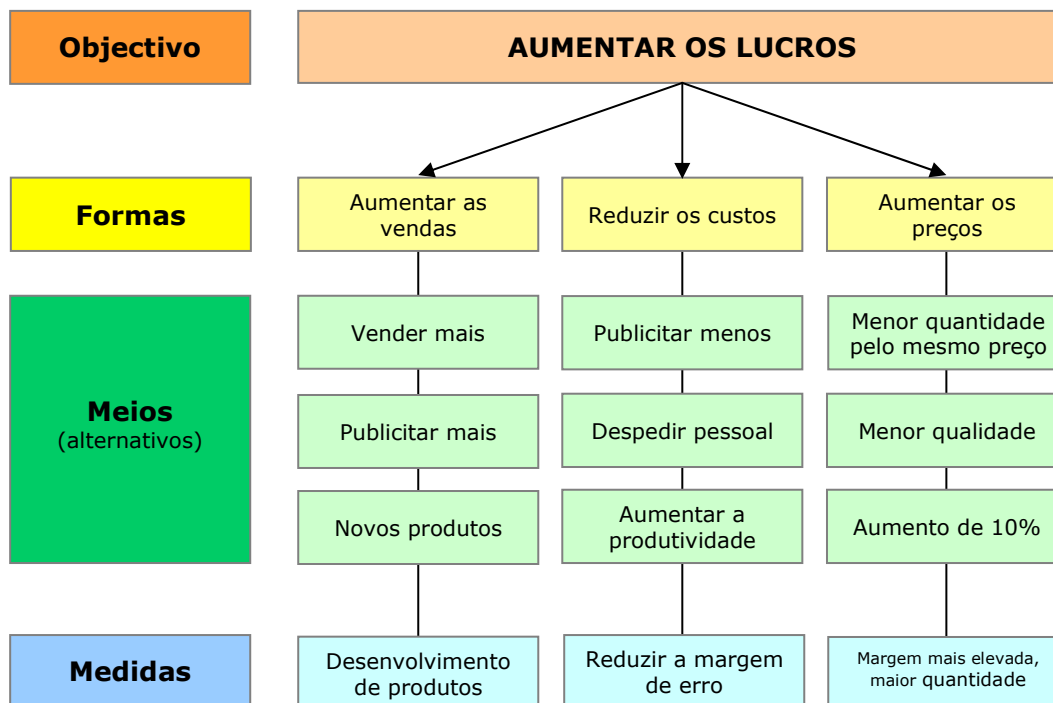 Objectivo
AUMENTAR OS LUCROS
Formas
Aumentar as
vendas
Reduzir os custos
Aumentar os
preços
Meios
(alternativos)
Vender mais
Publicitar menos
Menor quantidade
pelo mesmo preço
Publicitar mais
Despedir pessoal
Menor qualidade
Novos produtos
Aumentar a
produtividade
Aumento de 10%
Medidas
Desenvolvimento
de produtos
Reduzir a margem
de erro
Margem mais elevada,
maior quantidade